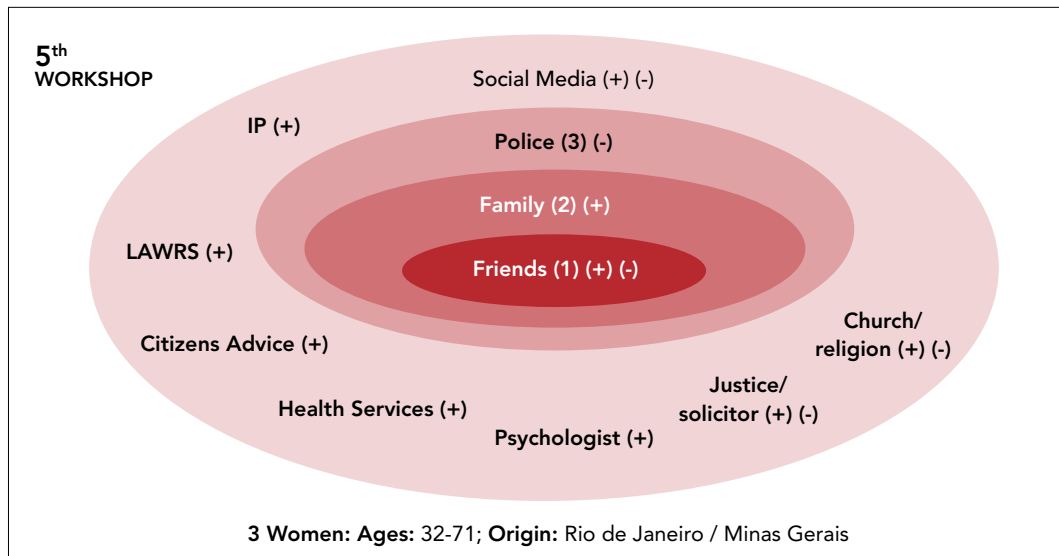 5th
WORKSHOP
Social Media (+) (-)
IP (+)
Police (3) (-)
Family (2) (+)
LAWRS (+)
Friends (1) (+) (-)
Church/
religion (+) (-)
Citizens Advice (+)
Justice/
solicitor (+) (-)
Health Services (+)
Psychologist (+)
3 Women: Ages: 32-71; Origin: Rio de Janeiro / Minas Gerais